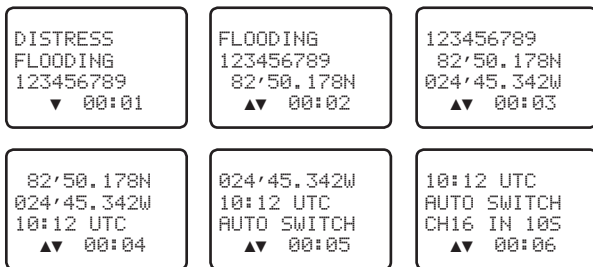 DISTRESS
FLOODING
123456789
▼ 00:01
FLOODING
123456789
82′50.178N
▲▼ 00:02
123456789
82′50.178N
024′45.342W
▲▼ 00:03
82′50.178N
024′45.342W
10:12 UTC
▲▼ 00:04
024′45.342W
10:12 UTC
AUTO SWITCH
▲▼ 00:05
10:12 UTC
AUTO SWITCH
CH16 IN 10S
▲▼ 00:06